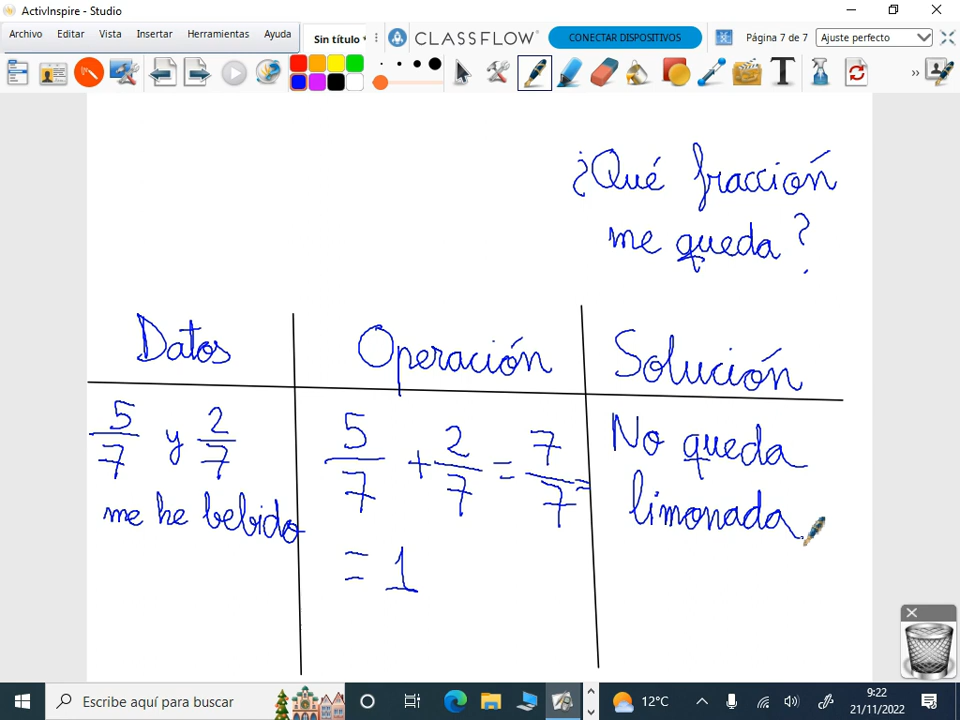 ActivInspire - Studio
Archivo Editar Vista Insertar Herramientas Ayuda
Sin título
CLASSFLOW
CONECTAR DISPOSITIVOS
Página 7 de 7
Ajuste perfecto
¿Qué fracción
me queda?
Datos Operación Solución
5/7 y 2/7
me he bebido
5/7 + 2/7 = 7/7
= 1
No queda
limonada.
Escribe aquí para buscar
12°C
9:22
21/11/2022